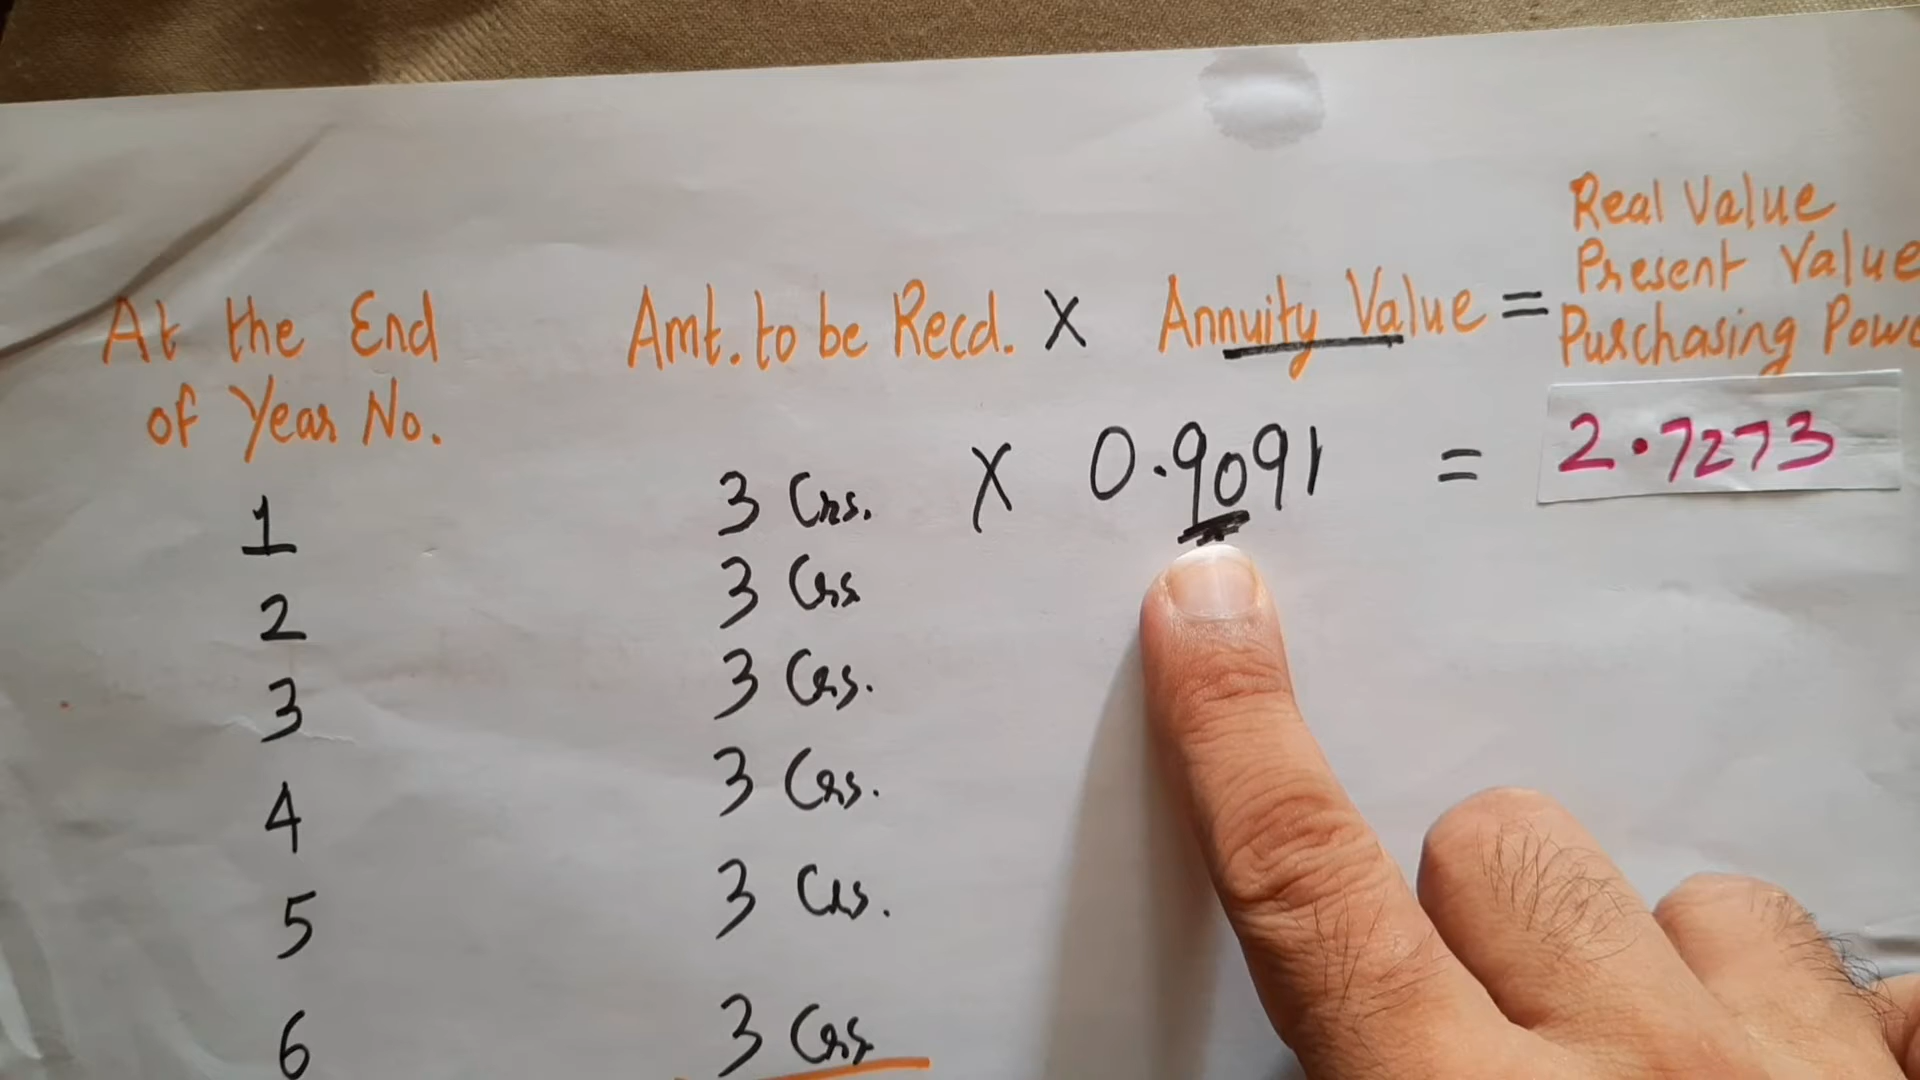 Real Value
Present Value
At the End Amt. to be Recd. X Annuity Value = Purchasing
of Year No.
1 3 Crs. X 0.9091 = 2.7273
2 3 Crs
3 3 Crs.
4 3 Crs.
5 3 Crs.
6 3 Crs